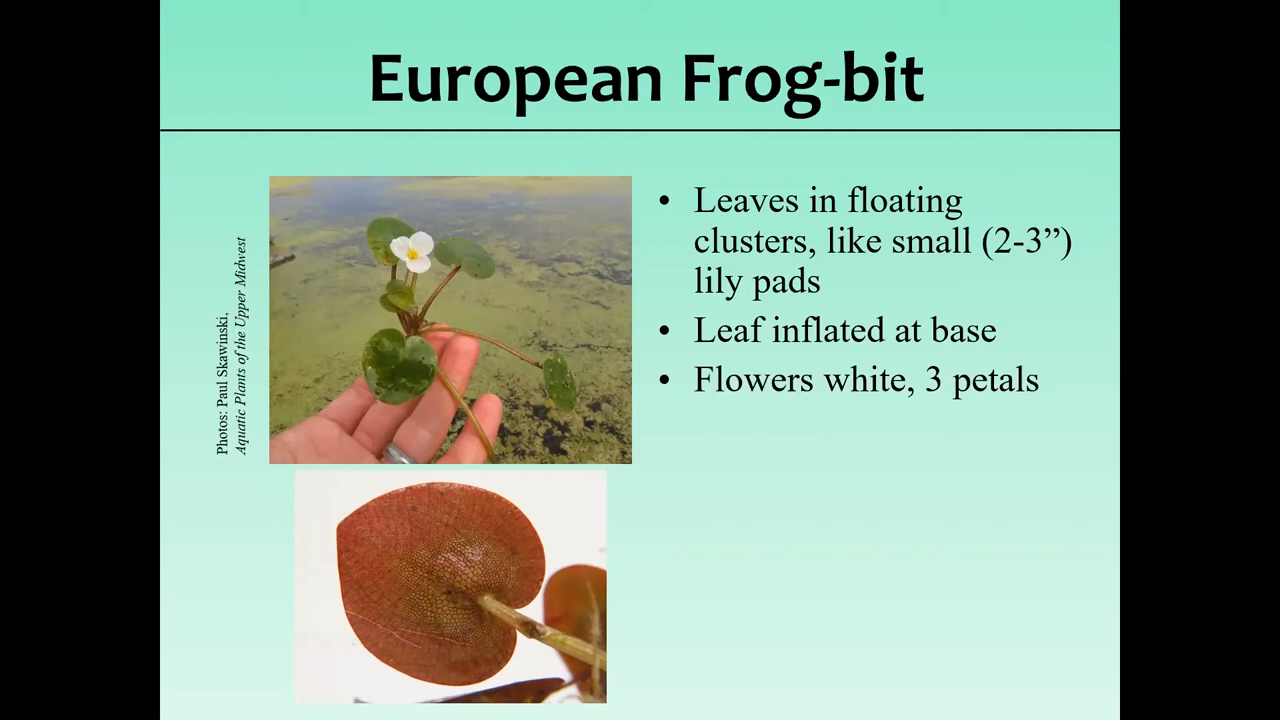 European Frog-bit
Photos: Paul Skawinski,
Aquatic Plants of the Upper Midwest
• Leaves in floating
clusters, like small (2-3”)
lily pads
• Leaf inflated at base
• Flowers white, 3 petals